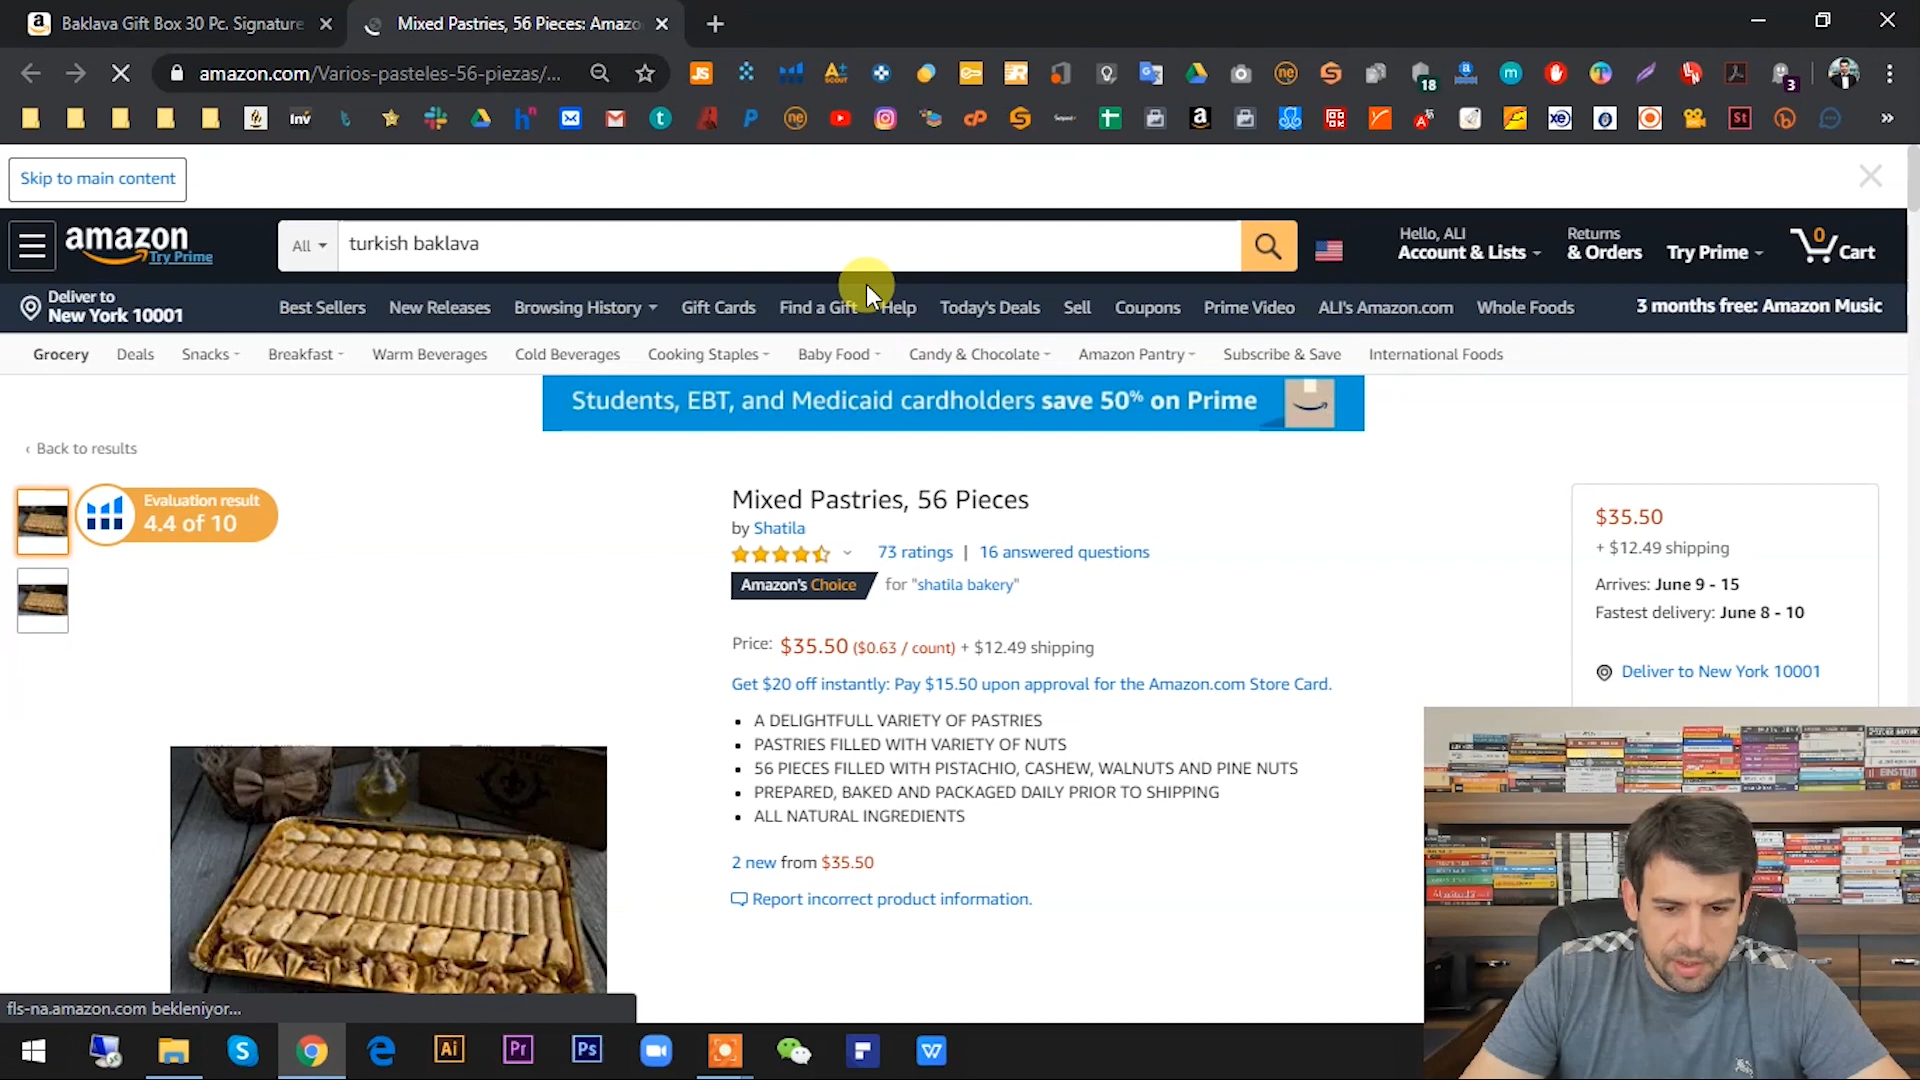 Baklava Gift Box 30 Pc. Signature
Mixed Pastries, 56 Pieces: Amazo
amazon.com/Varios-pasteles-56-piezas/...
Skip to main content
amazon
Try Prime
All
turkish baklava
Hello, ALI
Account & Lists
Returns
& Orders
Try Prime
0
Cart
Deliver to
New York 10001
Best Sellers
New Releases
Browsing History
Gift Cards
Find a Gift
Help
Today's Deals
Sell
Coupons
Prime Video
ALI's Amazon.com
Whole Foods
3 months free: Amazon Music
Grocery
Deals
Snacks
Breakfast
Warm Beverages
Cold Beverages
Cooking Staples
Baby Food
Candy & Chocolate
Amazon Pantry
Subscribe & Save
International Foods
Students, EBT, and Medicaid cardholders save 50% on Prime
‹ Back to results
Evaluation result
4.4 of 10
Mixed Pastries, 56 Pieces
by Shatila
73 ratings | 16 answered questions
Amazon's Choice for "shatila bakery"
Price: $35.50 ($0.63 / count) + $12.49 shipping
Get $20 off instantly: Pay $15.50 upon approval for the Amazon.com Store Card.
• A DELIGHTFULL VARIETY OF PASTRIES
• PASTRIES FILLED WITH VARIETY OF NUTS
• 56 PIECES FILLED WITH PISTACHIO, CASHEW, WALNUTS AND PINE NUTS
• PREPARED, BAKED AND PACKAGED DAILY PRIOR TO SHIPPING
• ALL NATURAL INGREDIENTS
2 new from $35.50
Report incorrect product information.
$35.50
+ $12.49 shipping
Arrives: June 9 - 15
Fastest delivery: June 8 - 10
Deliver to New York 10001
fls-na.amazon.com bekleniyor...